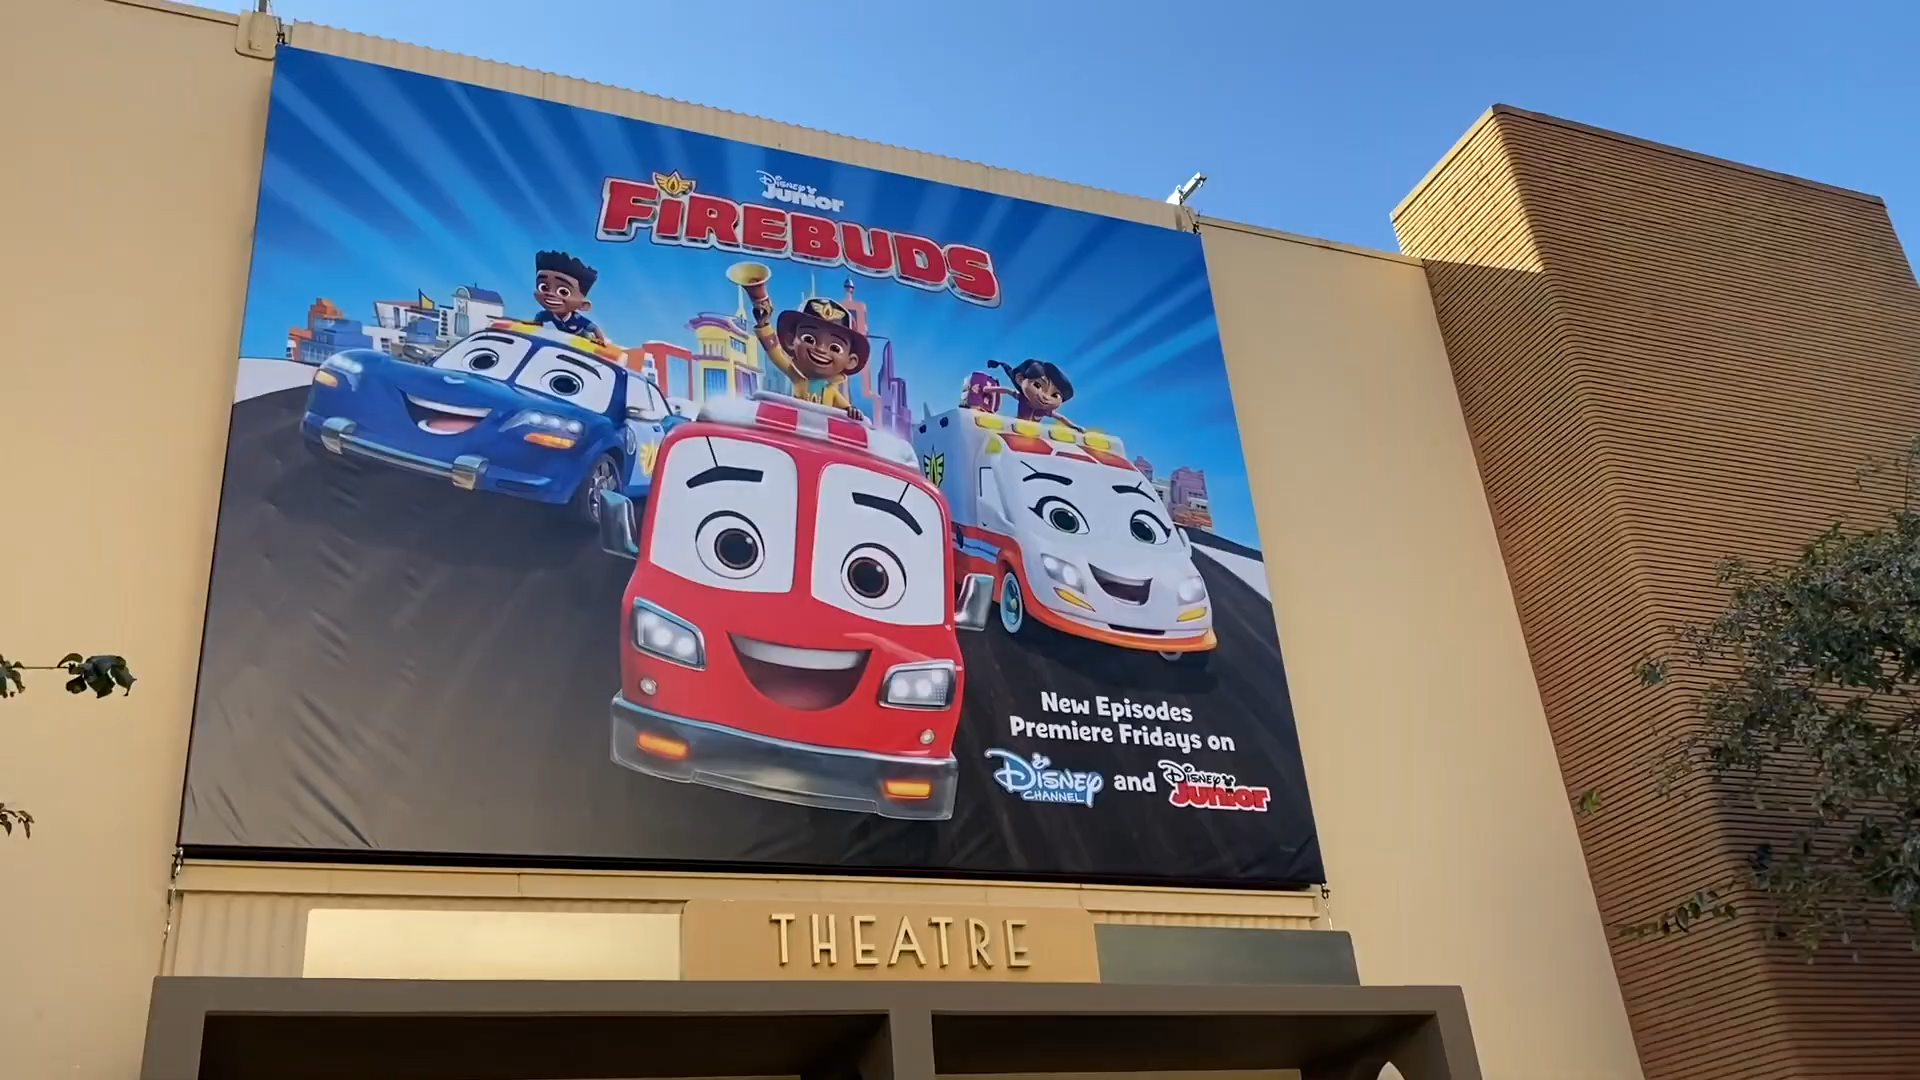 Disney Junior
FIREBUDS
New Episodes
Premiere Fridays on
Disney CHANNEL and Disney Junior
THEATRE